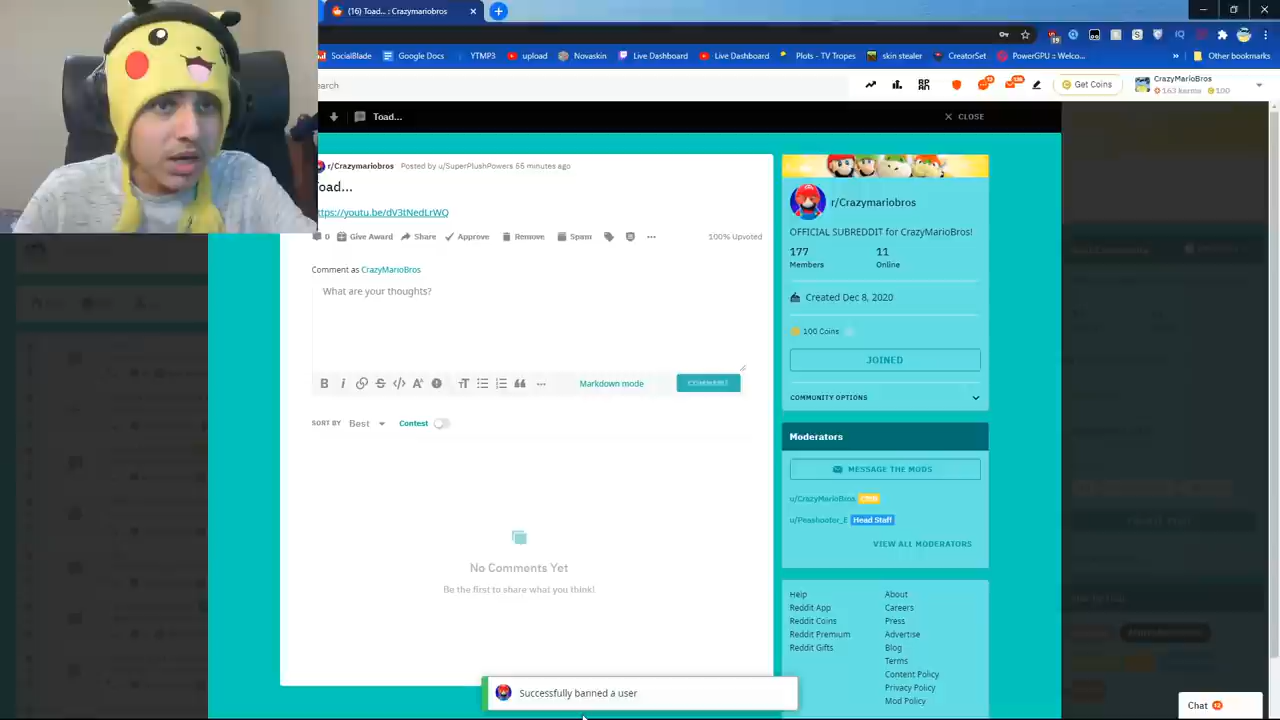 Toad... Crazymariob...
SocialBlade Google Docs YTMP3 upload Novaskin Live Dashboard Live Dashboard Plots - TV Tropes skin stealer CreatorSet PowerGPU :: Welco... Other bookmarks
earch
Get Coins
CrazyMarioBros
163 karma 100
Toad...
CLOSE
r/Crazymariobros Posted by u/SuperPlushPowers 55 minutes ago
oad...
ttps://youtu.be/dV3tNedLrWQ
0 Give Award Share Approve Remove Spam 100% Upvoted
Comment as CrazyMarioBros
What are your thoughts?
Markdown mode
SORT BY Best Contest
No Comments Yet
Be the first to share what you think!
r/Crazymariobros
OFFICIAL SUBREDDIT for CrazyMarioBros!
177 11
Members Online
Created Dec 8, 2020
100 Coins
JOINED
COMMUNITY OPTIONS
Moderators
MESSAGE THE MODS
u/CrazyMarioBros
u/Peashooter_E Head Staff
VIEW ALL MODERATORS
Help About
Reddit App Careers
Reddit Coins Press
Reddit Premium Advertise
Reddit Gifts Blog
Terms
Content Policy
Privacy Policy
Mod Policy
Successfully banned a user
Chat